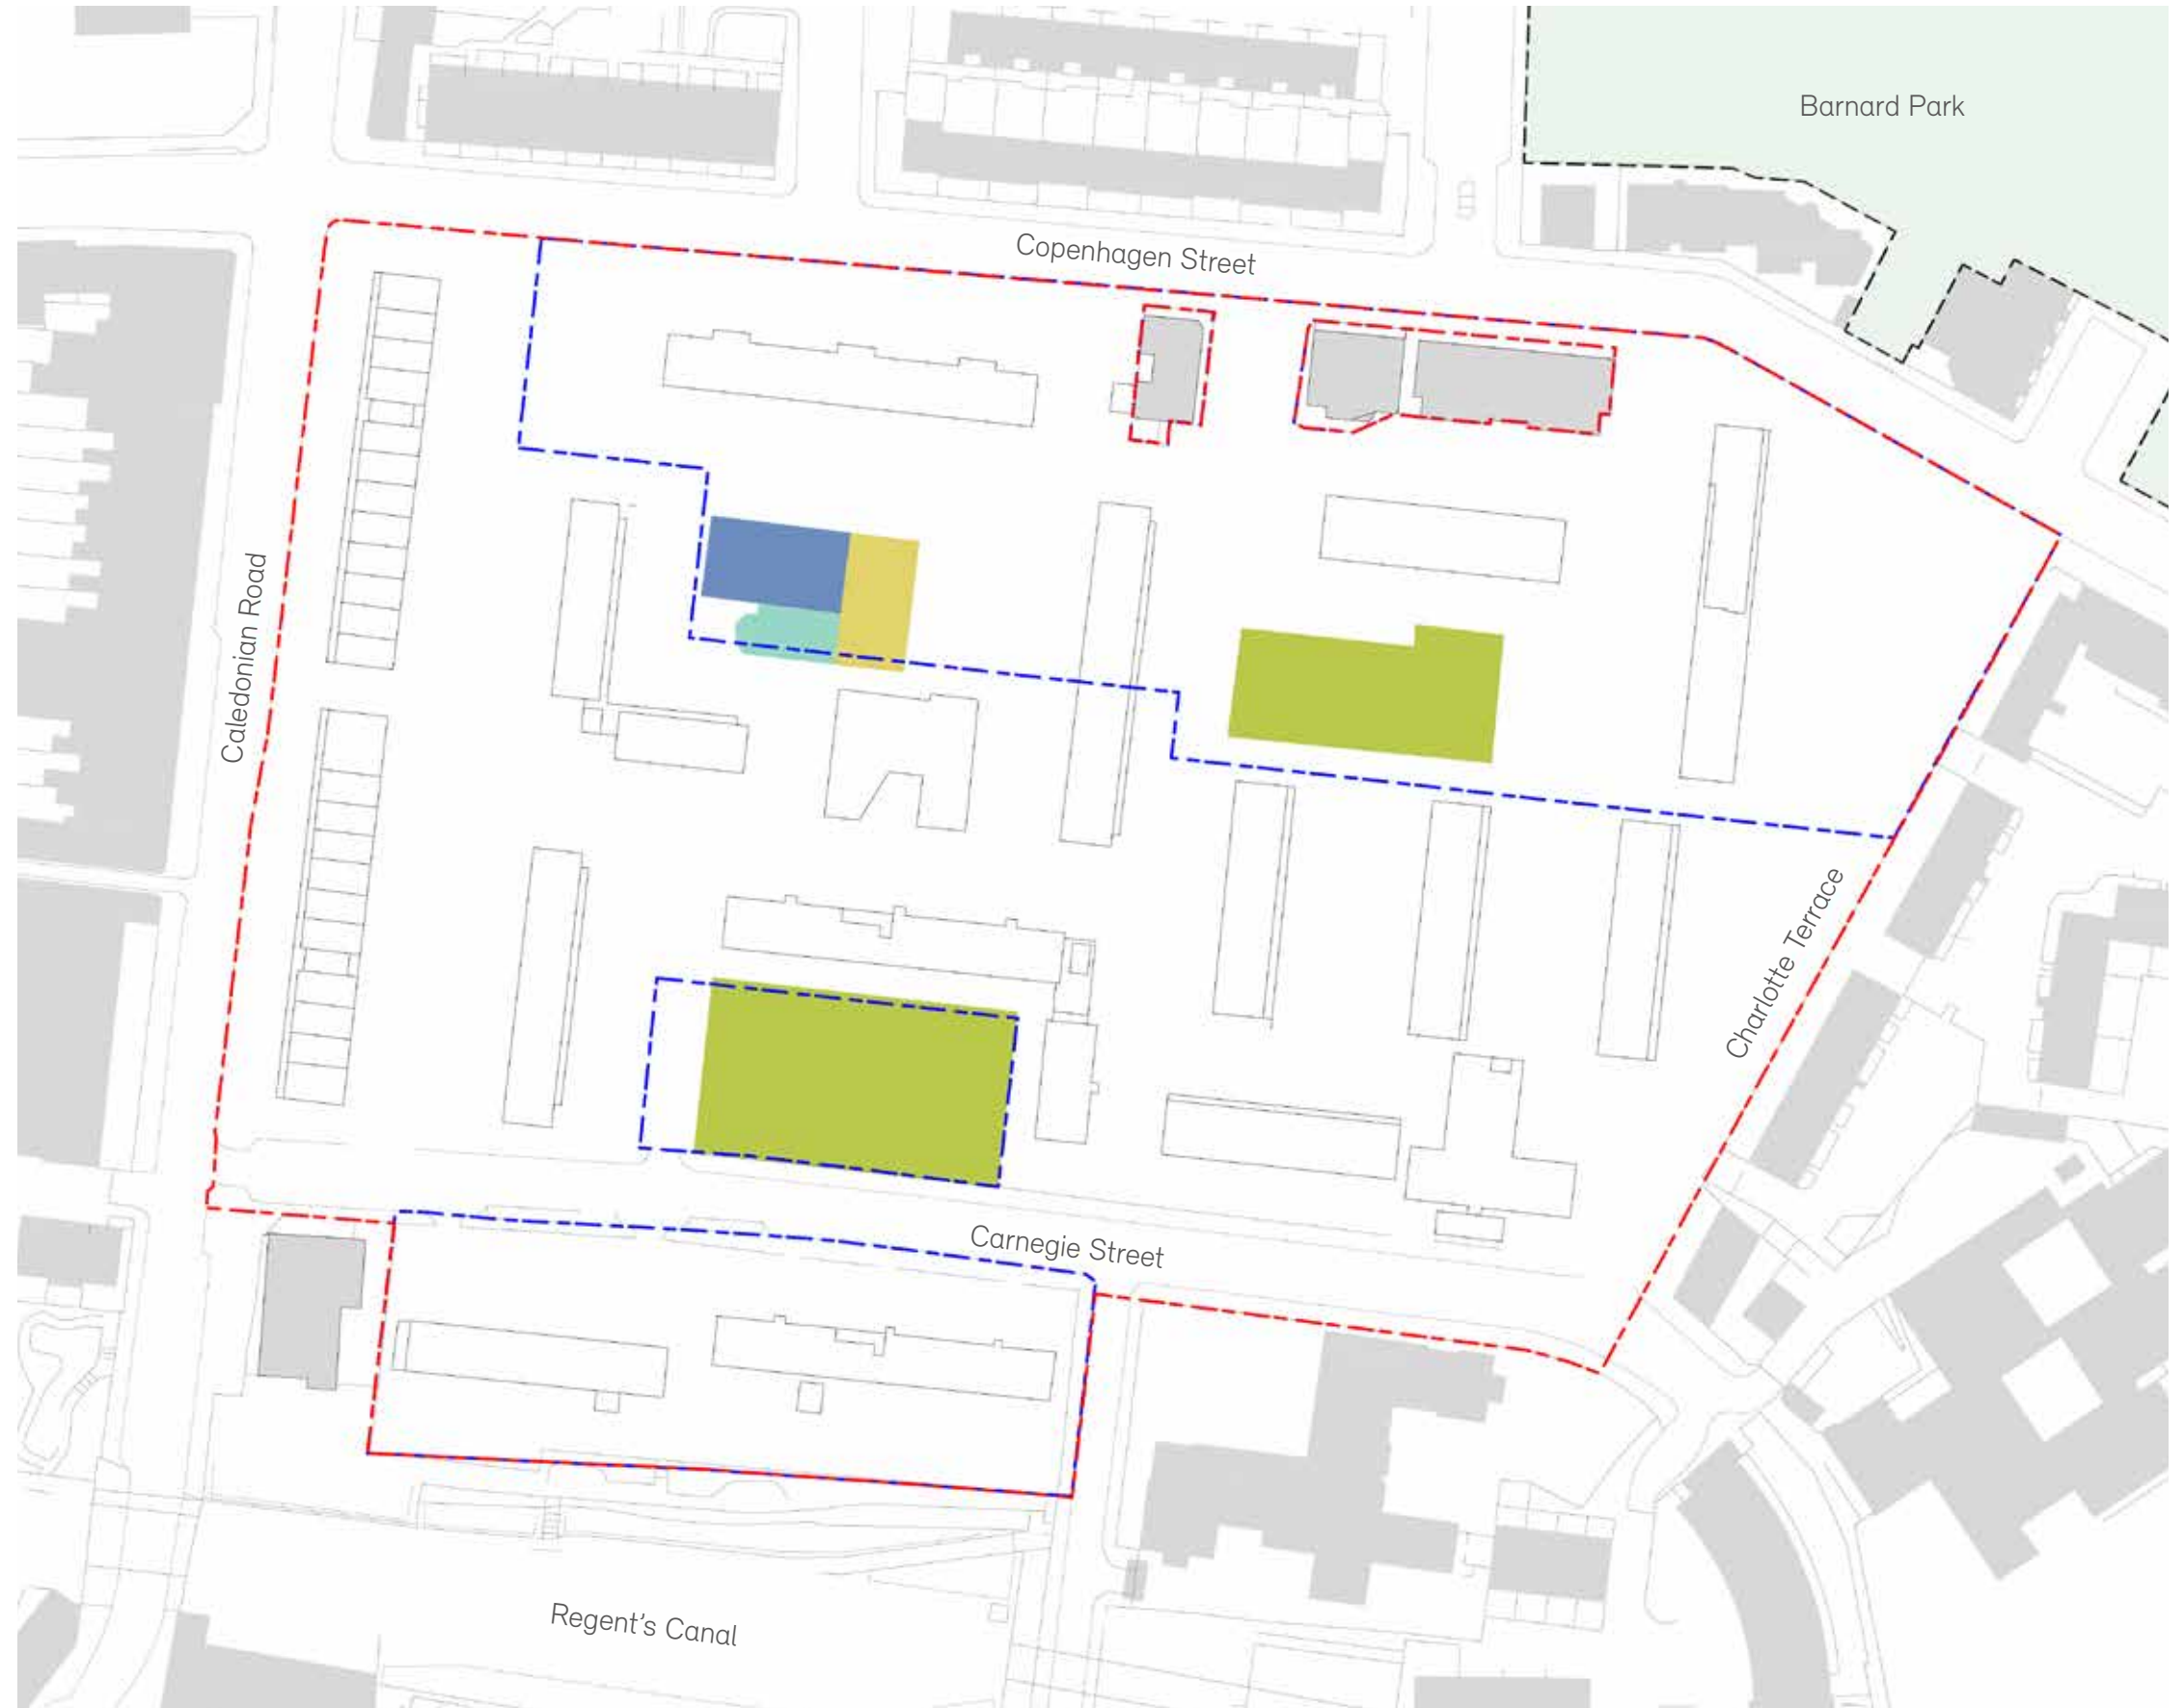 Barnard Park
Copenhagen Street
Caledonian Road
Charlotte Terrace
Carnegie Street
Regent's Canal